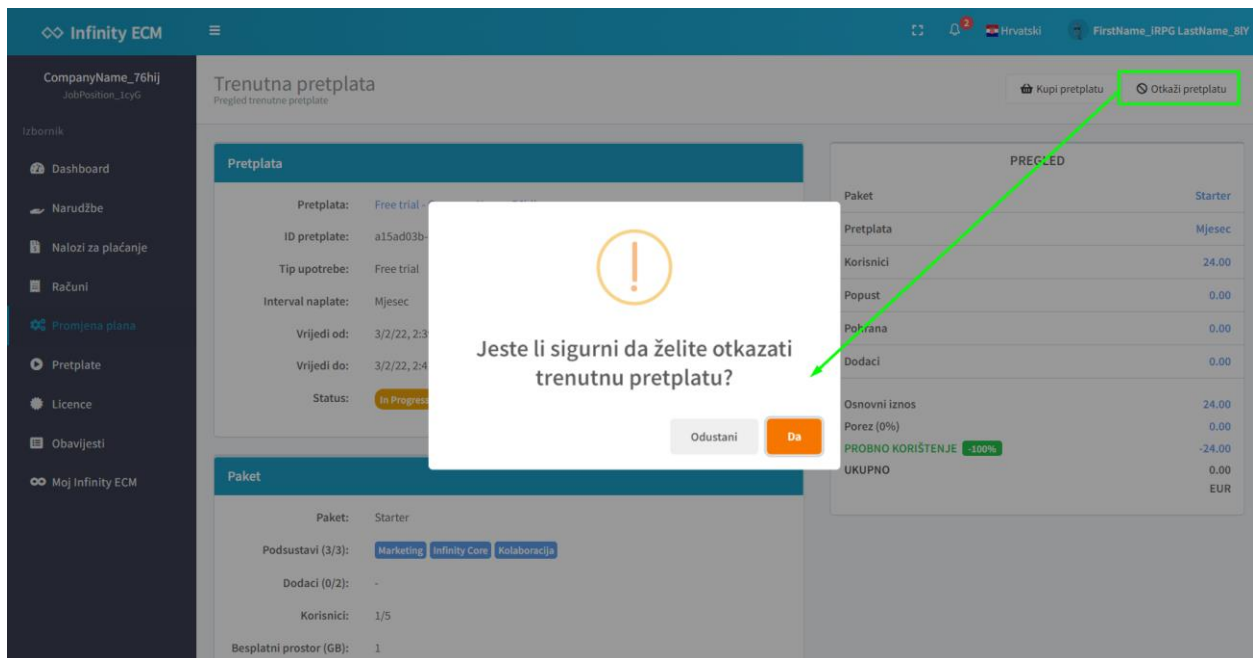 Infinity ECM
2
Hrvatski
FirstName_iRPG LastName_8lY
CompanyName_76hij
JobPosition_1cyG
Izbornik
Dashboard
Narudžbe
Nalozi za plaćanje
Računi
Promjena plana
Pretplate
Licence
Obavijesti
Moj Infinity ECM
Trenutna pretplata
Pregled trenutne pretplate
Kupi pretplatu
Otkaži pretplatu
Pretplata
Pretplata: Free trial -
ID pretplate: a15ad03b-
Tip upotrebe: Free trial
Interval naplate: Mjesec
Vrijedi od: 3/2/22, 2:3
Vrijedi do: 3/2/22, 2:4
Status: In Progress
Jeste li sigurni da želite otkazati
trenutnu pretplatu?
Odustani
Da
Paket
Paket: Starter
Podsustavi (3/3): Marketing Infinity Core Kolaboracija
Dodaci (0/2): -
Korisnici: 1/5
Besplatni prostor (GB): 1
PREGLED
Paket Starter
Pretplata Mjesec
Korisnici 24.00
Popust 0.00
Pohrana 0.00
Dodaci 0.00
Osnovni iznos 24.00
Porez (0%) 0.00
PROBNO KORIŠTENJE -100% -24.00
UKUPNO 0.00
EUR